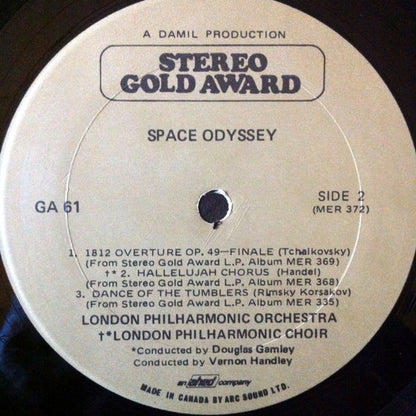 A DAMIL PRODUCTION
STEREO
GOLD AWARD
SPACE ODYSSEY
GA 61
SIDE 2
(MER 372)
1. 1812 OVERTURE OP. 49—FINALE (Tchaikovsky)
(From Stereo Gold Award L.P. Album MER 369)
†* 2. HALLELUJAH CHORUS (Handel)
(From Stereo Gold Award L.P. Album MER 368)
3. DANCE OF THE TUMBLERS (Rimsky Korsakov)
(From Stereo Gold Award L.P. Album MER 335)
LONDON PHILHARMONIC ORCHESTRA
†*LONDON PHILHARMONIC CHOIR
*Conducted by Douglas Gamley
Conducted by Vernon Handley
an ahed company
MADE IN CANADA BY ARC SOUND LTD.